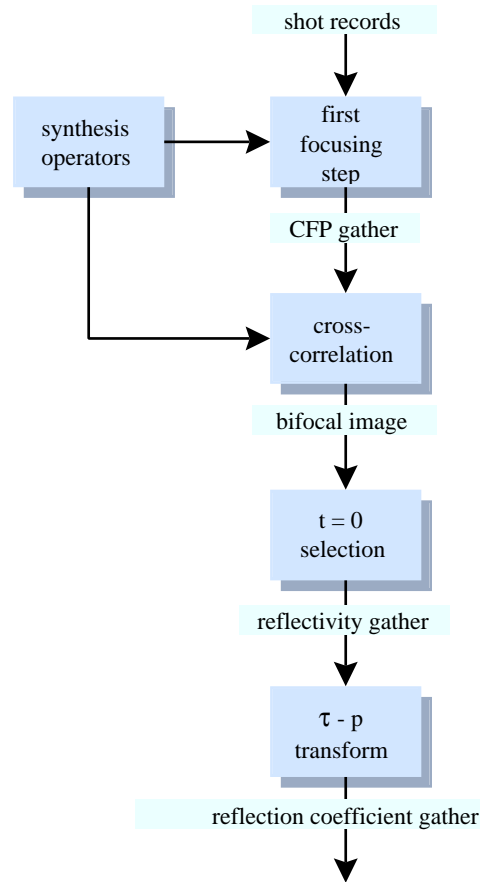 shot records
synthesis
operators
first
focusing
step
CFP gather
cross-
correlation
bifocal image
t = 0
selection
reflectivity gather
τ - p
transform
reflection coefficient gather